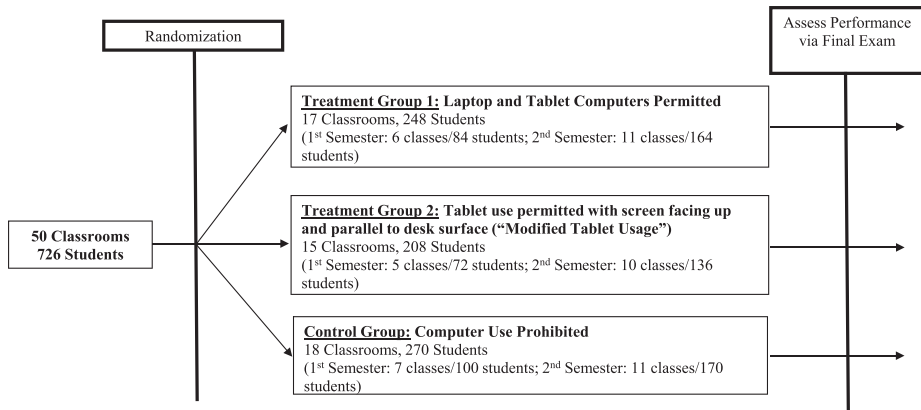 Randomization
Assess Performance
via Final Exam
Treatment Group 1: Laptop and Tablet Computers Permitted
17 Classrooms, 248 Students
(1st Semester: 6 classes/84 students; 2nd Semester: 11 classes/164
students)
50 Classrooms
726 Students
Treatment Group 2: Tablet use permitted with screen facing up
and parallel to desk surface (“Modified Tablet Usage”)
15 Classrooms, 208 Students
(1st Semester: 5 classes/72 students; 2nd Semester: 10 classes/136
students)
Control Group: Computer Use Prohibited
18 Classrooms, 270 Students
(1st Semester: 7 classes/100 students; 2nd Semester: 11 classes/170
students)